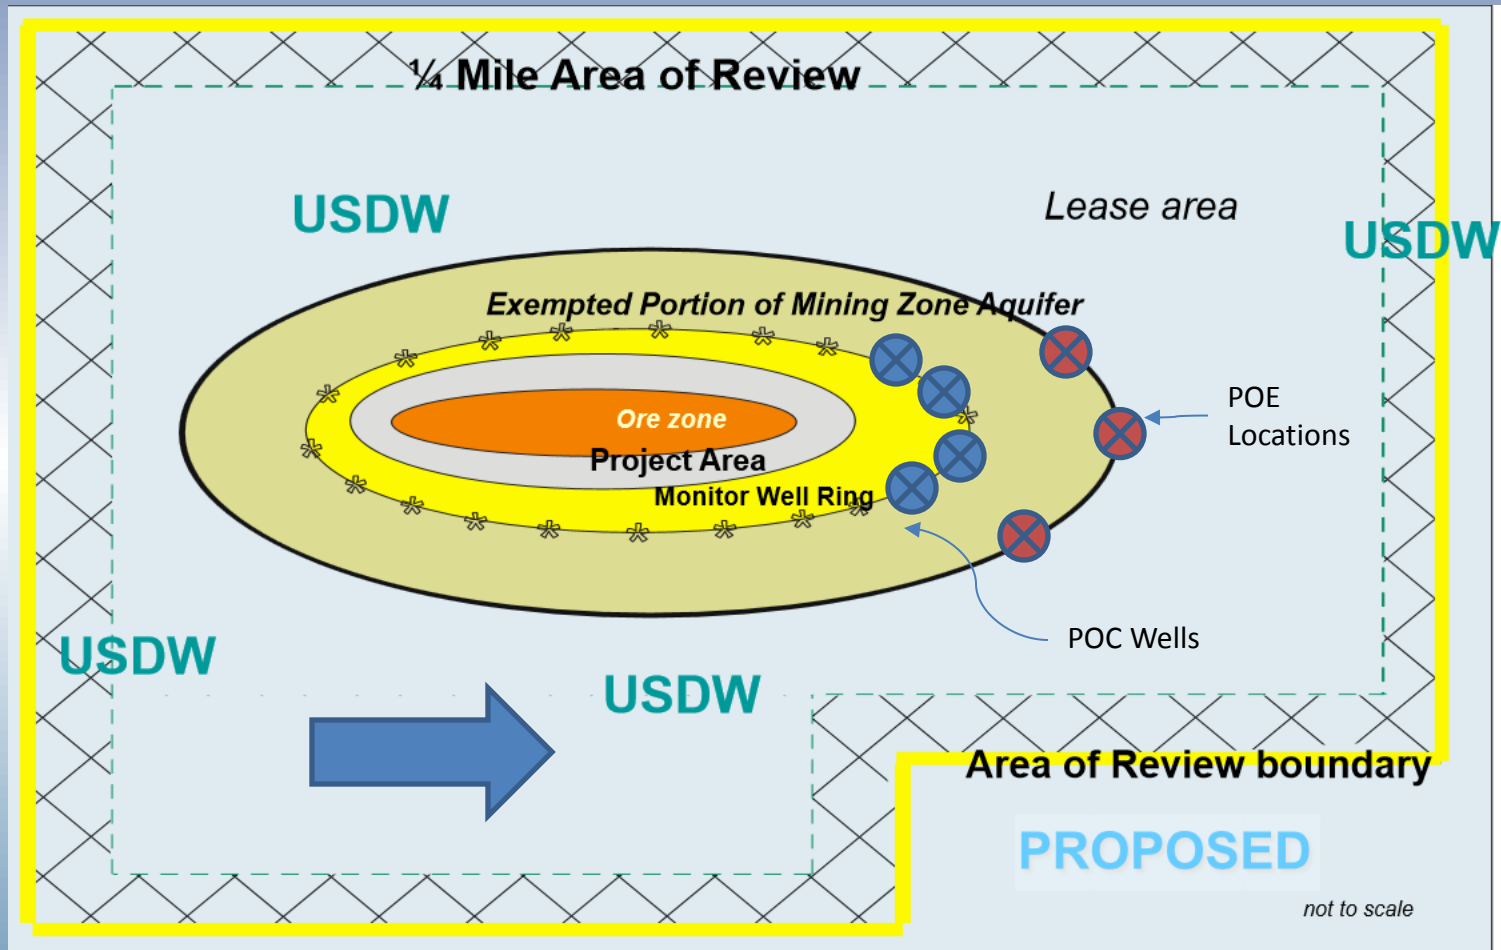 ¼ Mile Area of Review
USDW
Lease area
USDW
Exempted Portion of Mining Zone Aquifer
POE
Locations
Ore zone
Project Area
Monitor Well Ring
POC Wells
USDW
USDW
Area of Review boundary
PROPOSED
not to scale